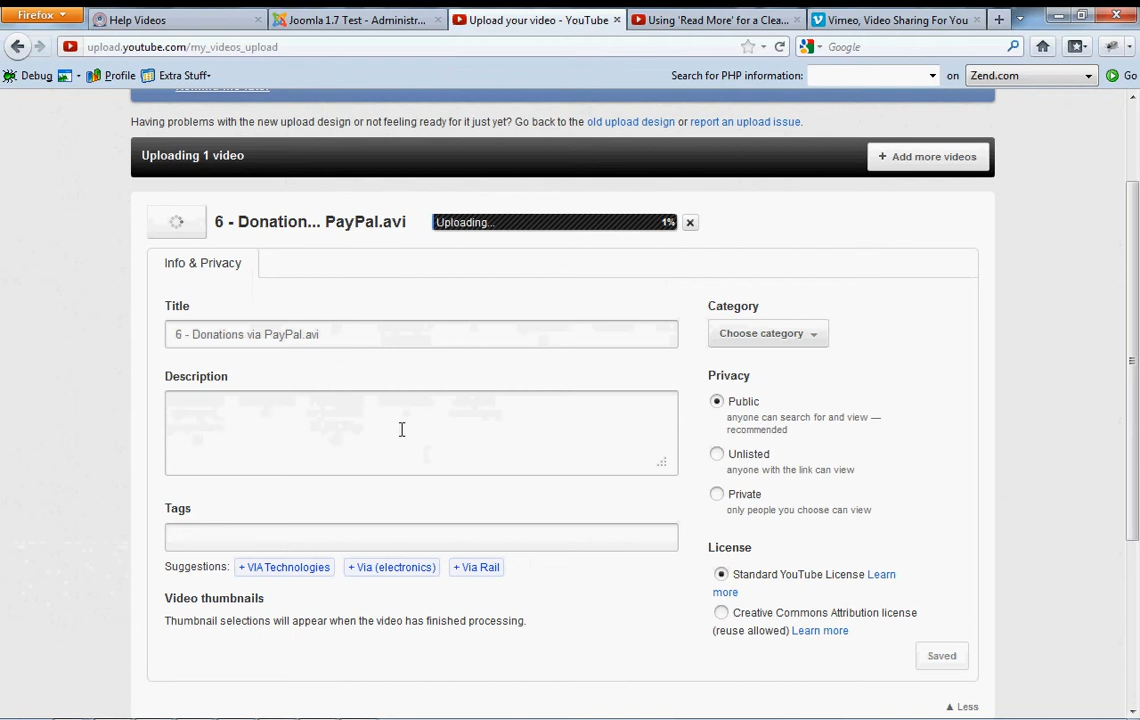 Firefox
Help Videos
Joomla 1.7 Test - Administr...
Upload your video - YouTube
Using 'Read More' for a Clea...
Vimeo, Video Sharing For You
upload.youtube.com/my_videos_upload
Google
Debug
Profile
Extra Stuff
Search for PHP information:
on
Zend.com
Go
Having problems with the new upload design or not feeling ready for it just yet? Go back to the old upload design or report an upload issue.
Uploading 1 video
+ Add more videos
6 - Donation... PayPal.avi
Uploading...
1%
Info & Privacy
Title
6 - Donations via PayPal.avi
Description
Tags
Suggestions:
+ VIA Technologies
+ Via (electronics)
+ Via Rail
Video thumbnails
Thumbnail selections will appear when the video has finished processing.
Category
Choose category
Privacy
Public
anyone can search for and view —
recommended
Unlisted
anyone with the link can view
Private
only people you choose can view
License
Standard YouTube License Learn
more
Creative Commons Attribution license
(reuse allowed) Learn more
Saved
Less